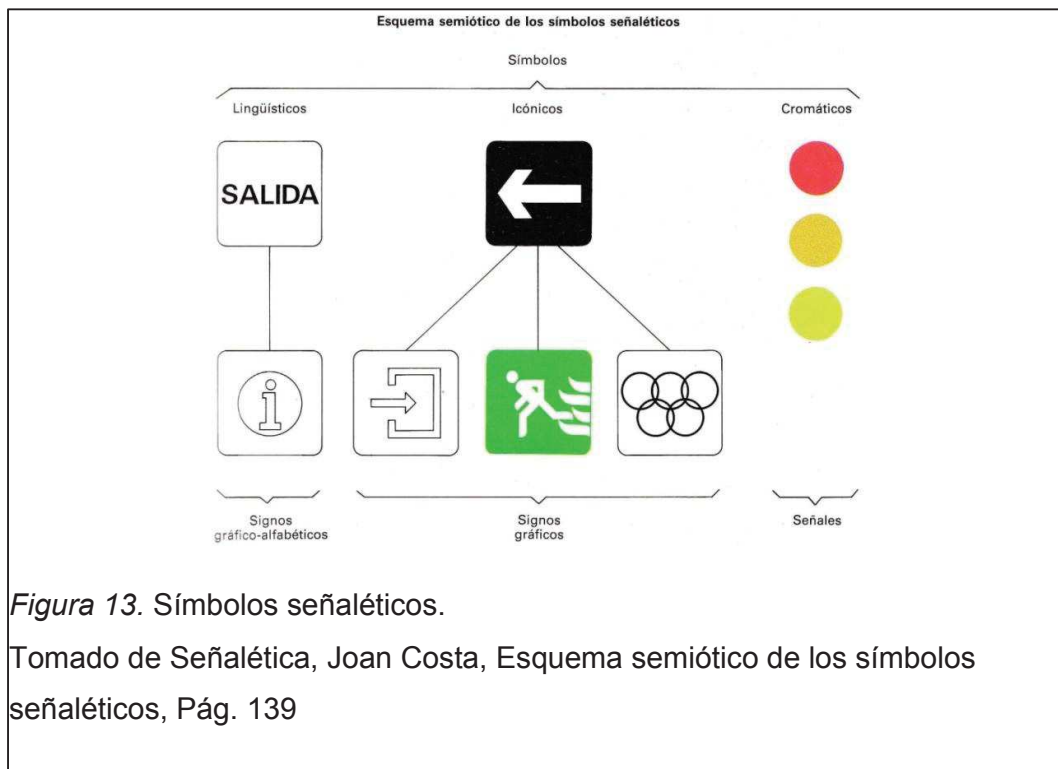 Esquema semiótico de los símbolos señaléticos
Símbolos
Lingüísticos
Icónicos
Cromáticos
SALIDA
i
Signos
gráfico-alfabéticos
Signos
gráficos
Señales
Figura 13. Símbolos señaléticos.
Tomado de Señalética, Joan Costa, Esquema semiótico de los símbolos
señaléticos, Pág. 139